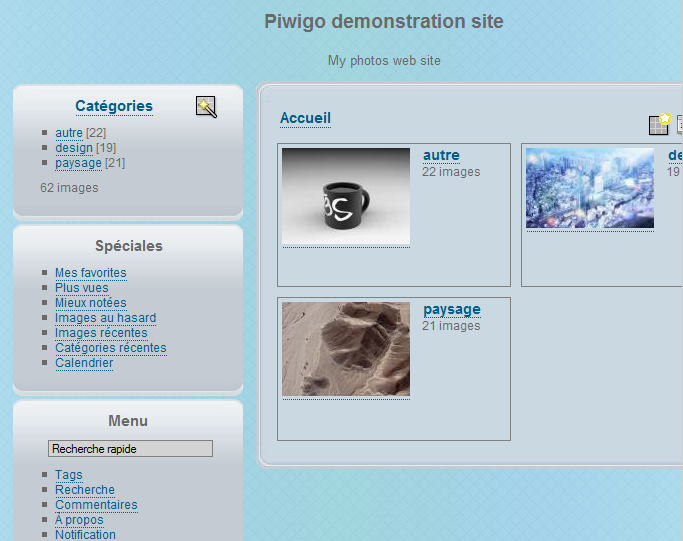 Piwigo demonstration site
My photos web site
Catégories
autre [22]
design [19]
paysage [21]
62 images
Spéciales
Mes favorites
Plus vues
Mieux notées
Images au hasard
Images récentes
Catégories récentes
Calendrier
Menu
Recherche rapide
Tags
Recherche
Commentaires
À propos
Notification
Accueil
autre
22 images
de
19
paysage
21 images